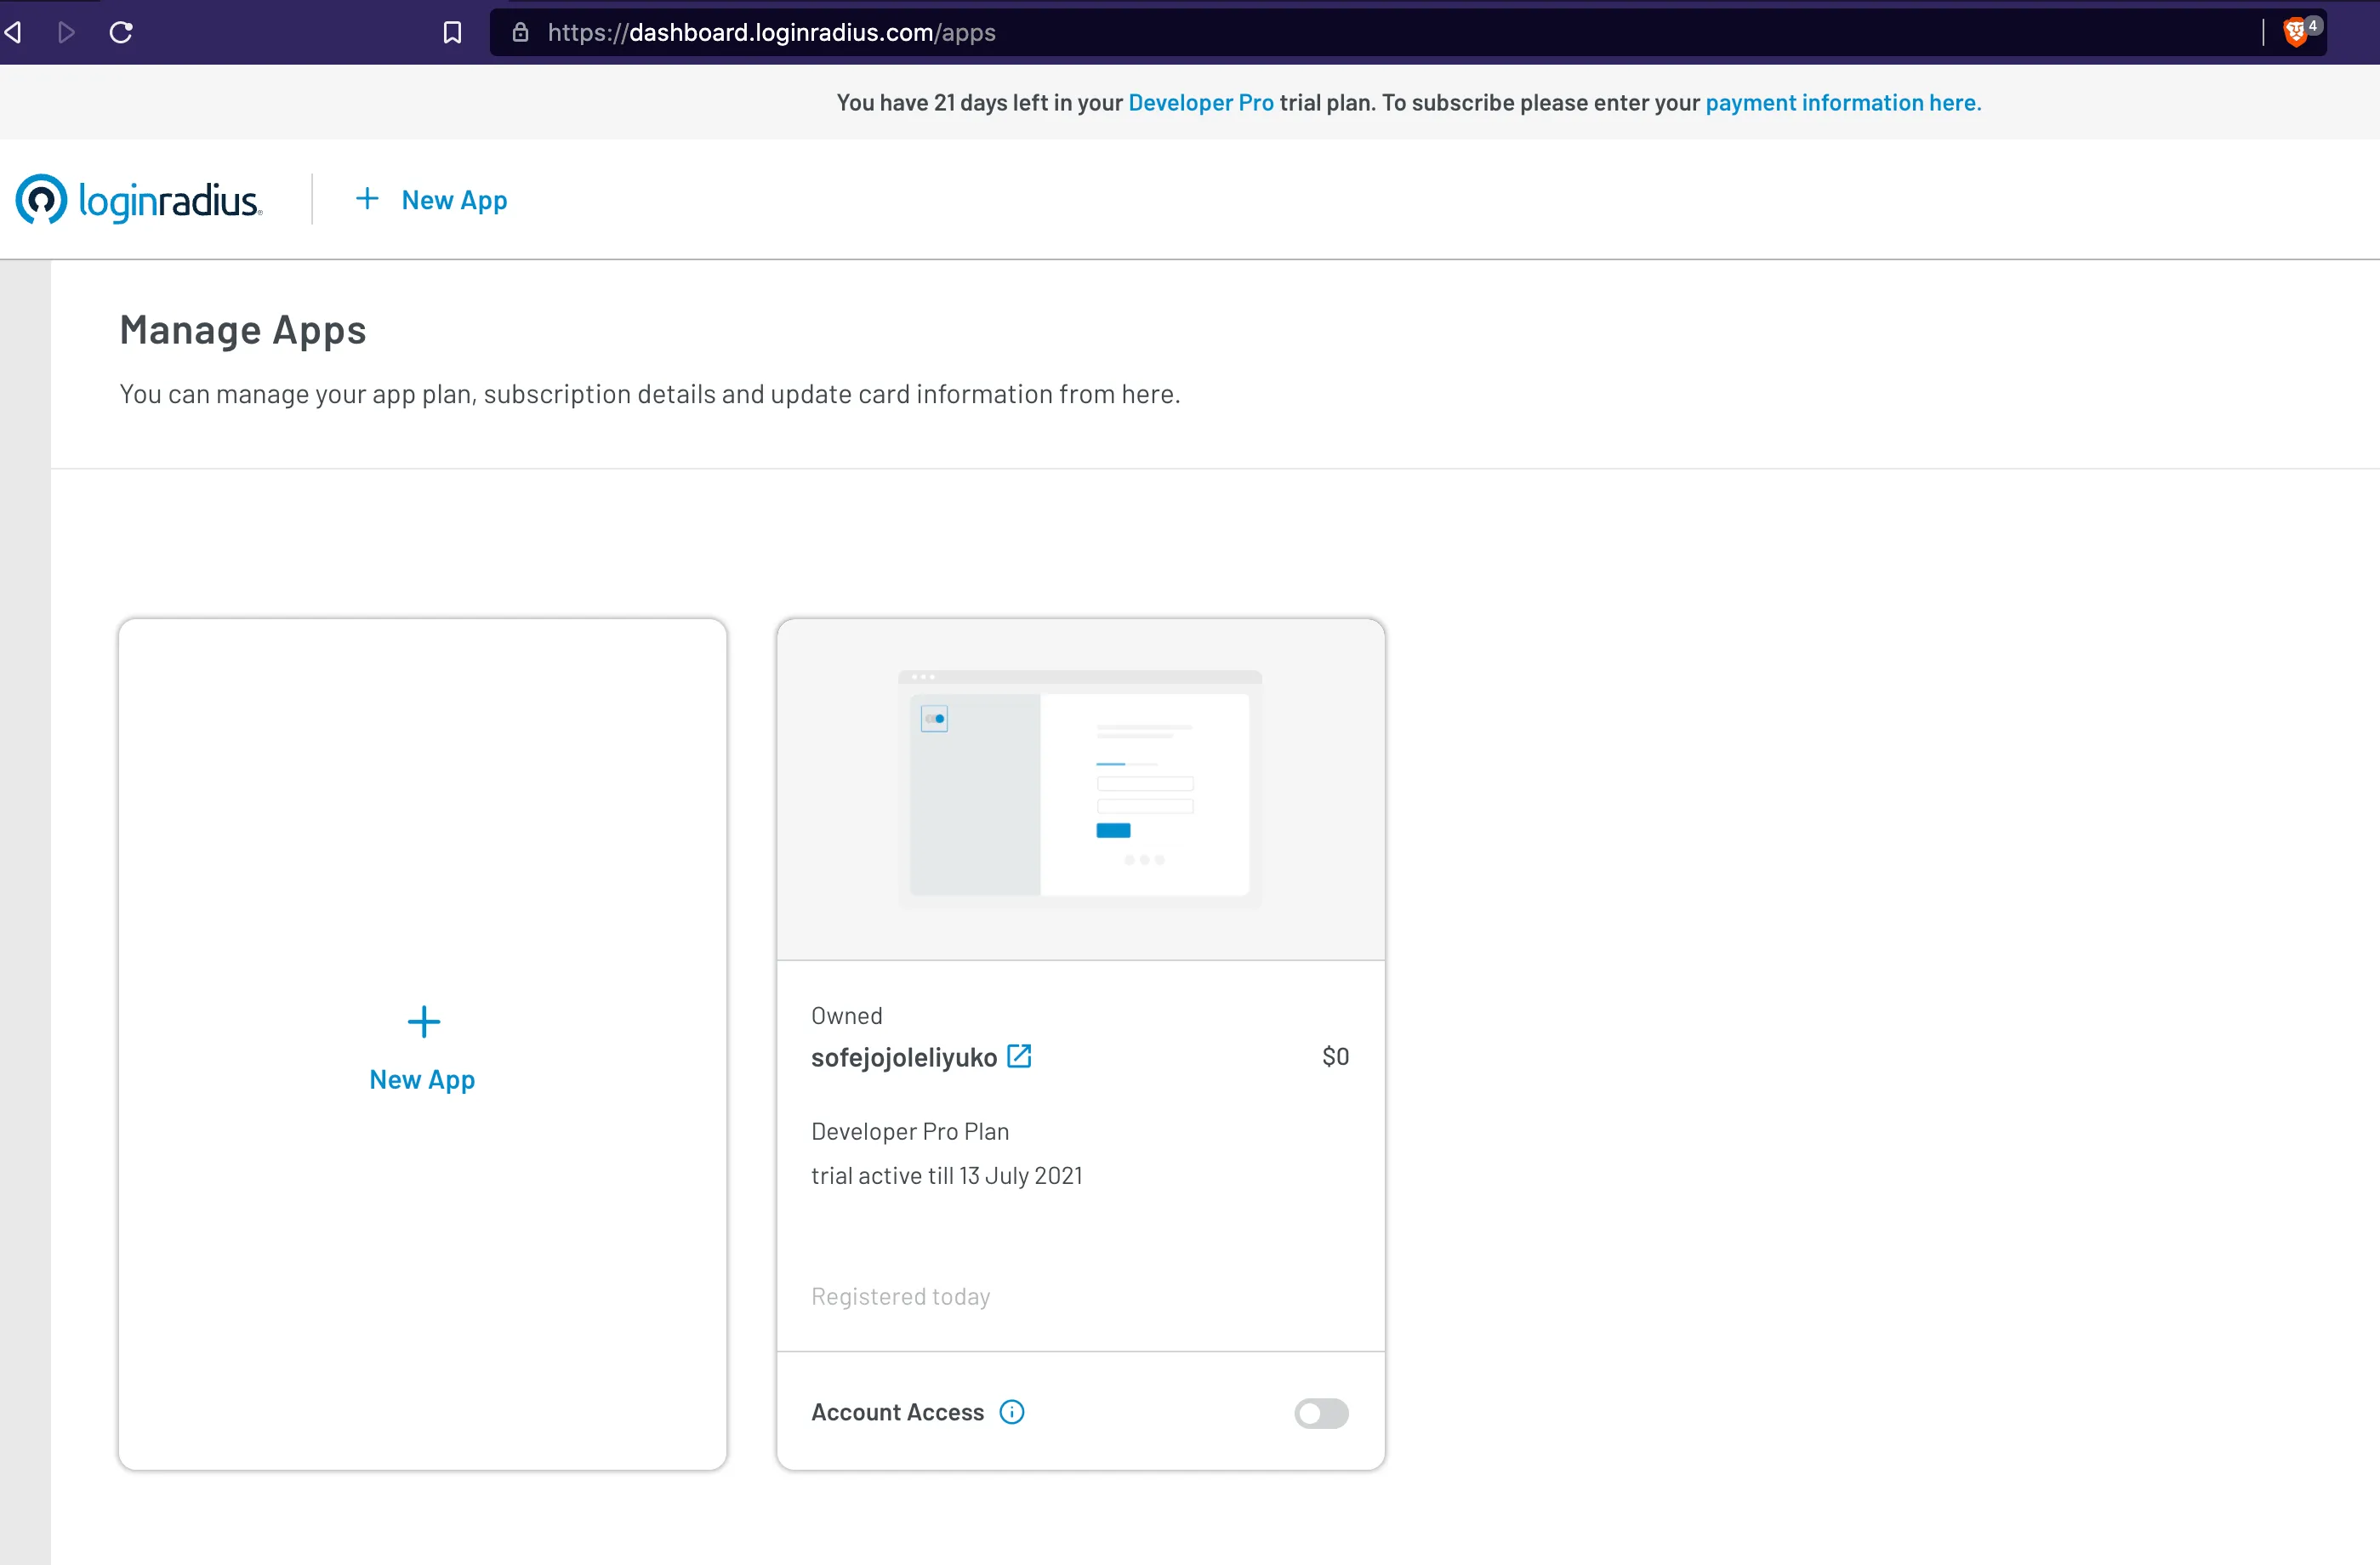 https://dashboard.loginradius.com/apps
4
You have 21 days left in your Developer Pro trial plan. To subscribe please enter your payment information here.
loginradius
+ New App
Manage Apps
You can manage your app plan, subscription details and update card information from here.
+
New App
Owned
sofejojoleliyuko
$0
Developer Pro Plan
trial active till 13 July 2021
Registered today
Account Access